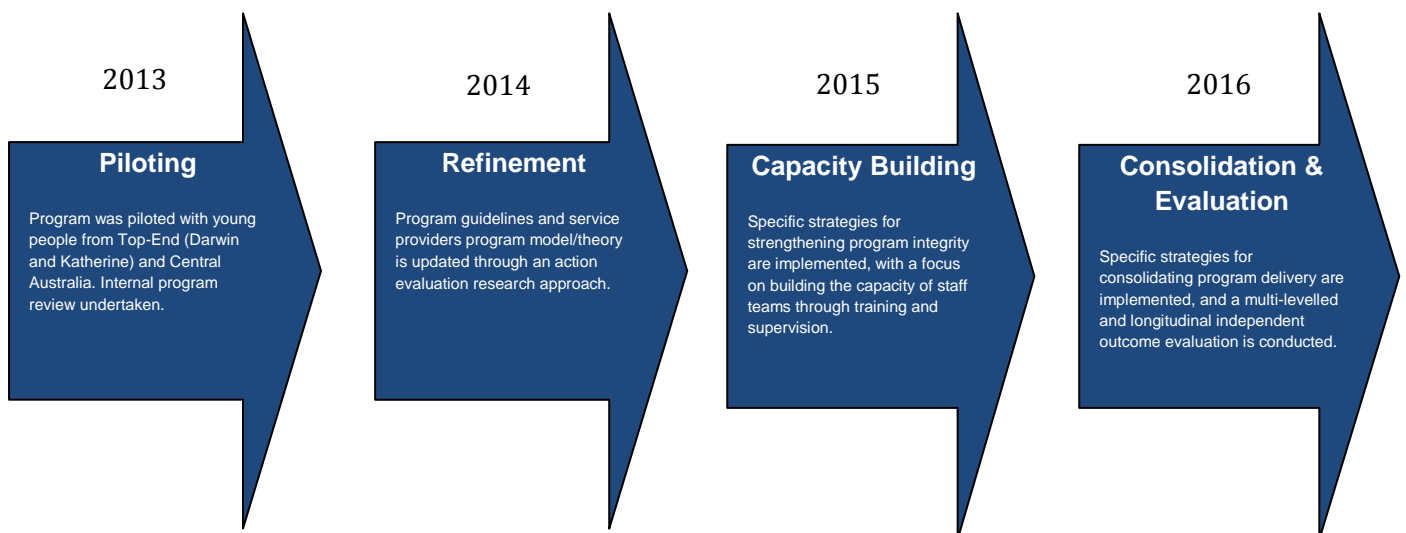 2013
Piloting
Program was piloted with young
people from Top-End (Darwin
and Katherine) and Central
Australia. Internal program
review undertaken.
2014
Refinement
Program guidelines and service
providers program model/theory
is updated through an action
evaluation research approach.
2015
Capacity Building
Specific strategies for
strengthening program integrity
are implemented, with a focus
on building the capacity of staff
teams through training and
supervision.
2016
Consolidation &
Evaluation
Specific strategies for
consolidating program delivery are
implemented, and a multi-levelled
and longitudinal independent
outcome evaluation is conducted.